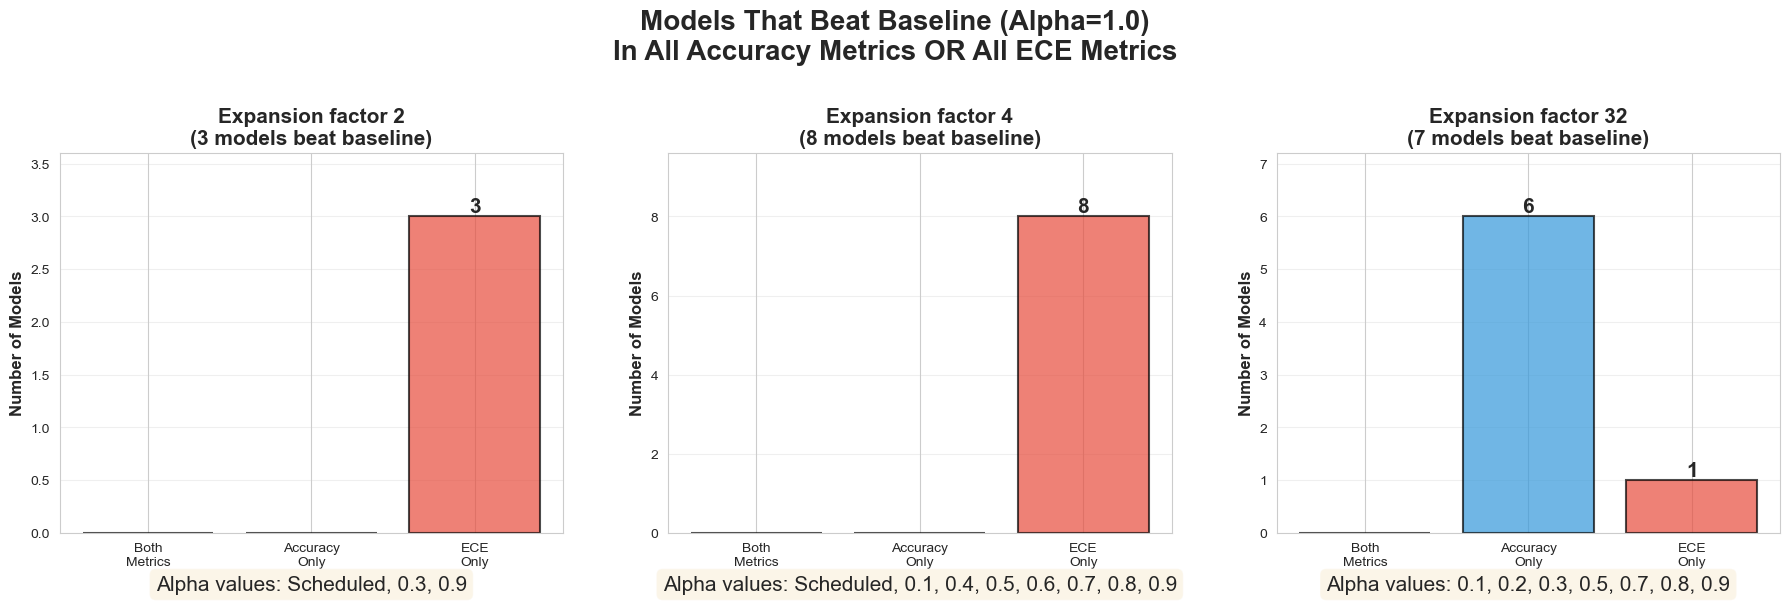 Models That Beat Baseline (Alpha=1.0)
In All Accuracy Metrics OR All ECE Metrics
Expansion factor 2
(3 models beat baseline)
Number of Models
3.5
3.0
2.5
2.0
1.5
1.0
0.5
0.0
3
Both
Metrics
Accuracy
Only
ECE
Only
Alpha values: Scheduled, 0.3, 0.9
Expansion factor 4
(8 models beat baseline)
Number of Models
8
6
4
2
0
8
Both
Metrics
Accuracy
Only
ECE
Only
Alpha values: Scheduled, 0.1, 0.4, 0.5, 0.6, 0.7, 0.8, 0.9
Expansion factor 32
(7 models beat baseline)
Number of Models
7
6
5
4
3
2
1
0
6
1
Both
Metrics
Accuracy
Only
ECE
Only
Alpha values: 0.1, 0.2, 0.3, 0.5, 0.7, 0.8, 0.9